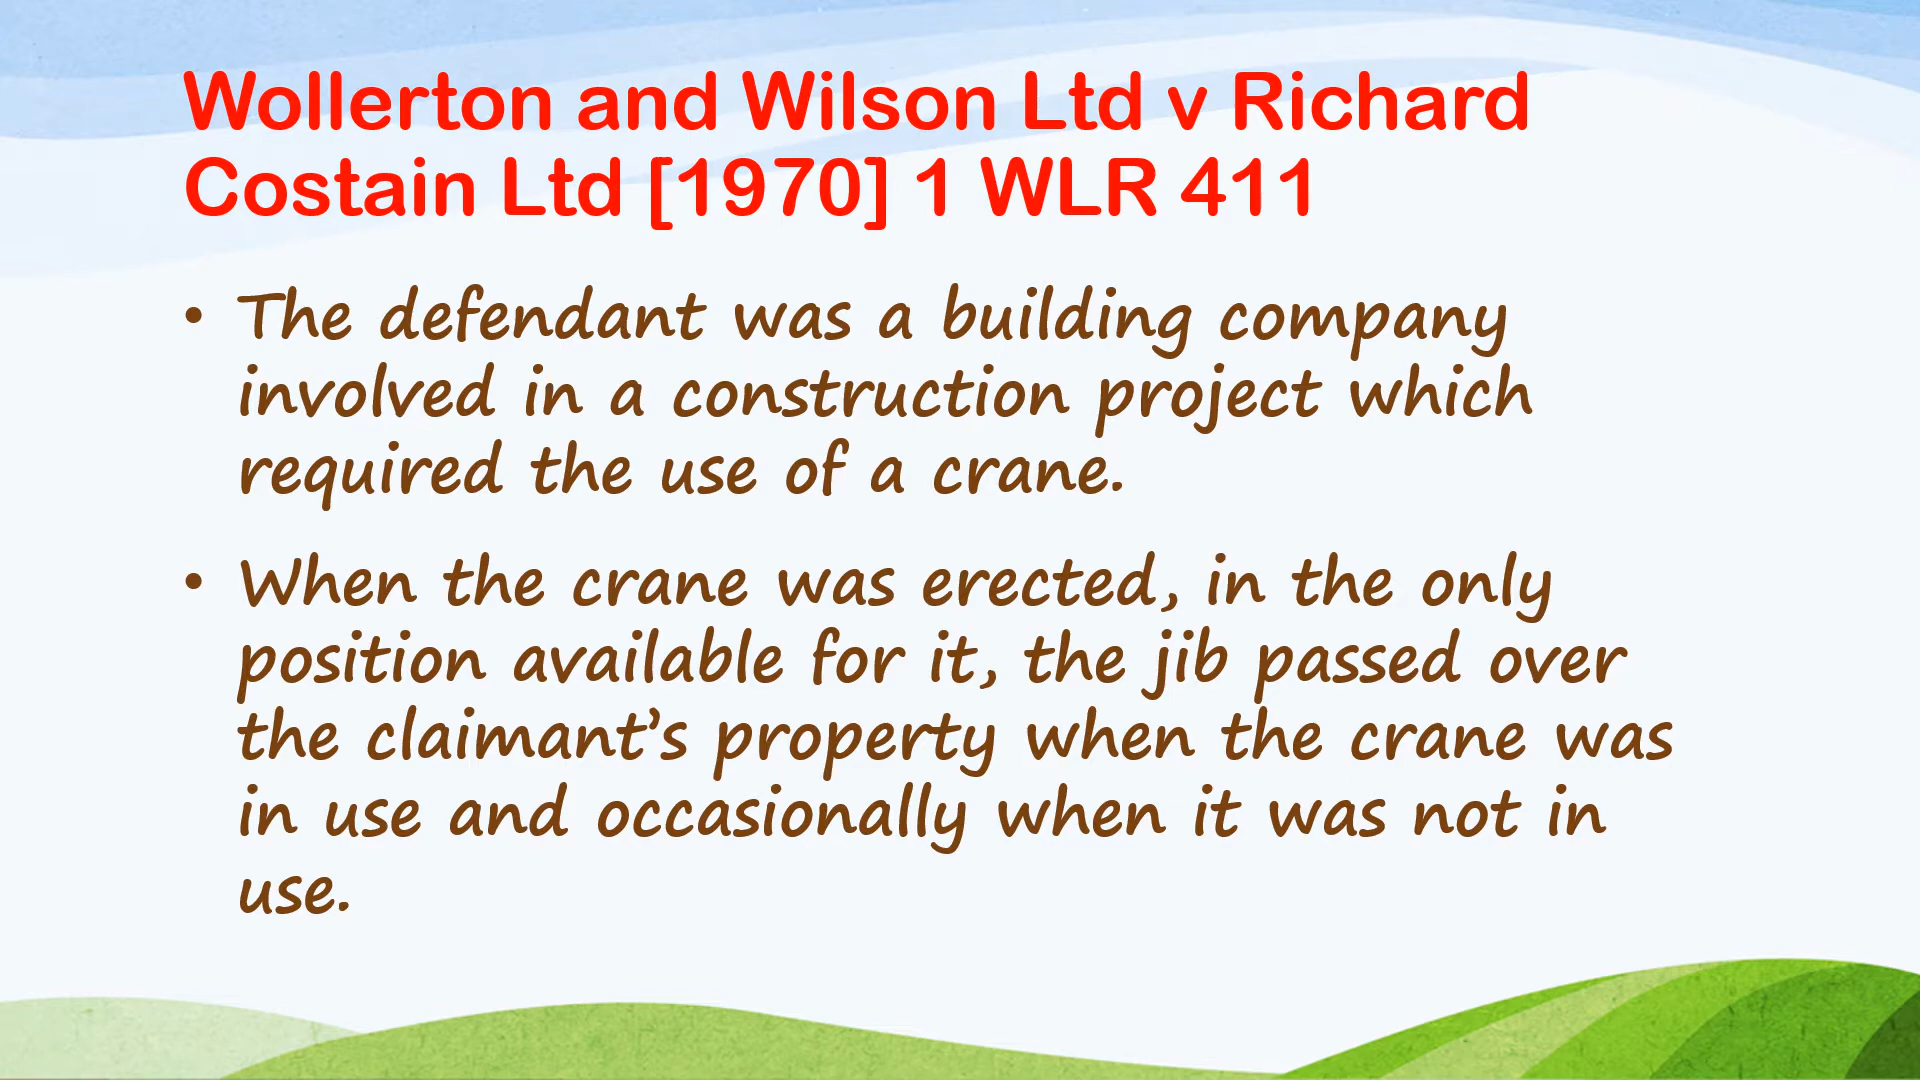 Wollerton and Wilson Ltd v Richard
Costain Ltd [1970] 1 WLR 411
• The defendant was a building company
involved in a construction project which
required the use of a crane.
• When the crane was erected, in the only
position available for it, the jib passed over
the claimant’s property when the crane was
in use and occasionally when it was not in
use.